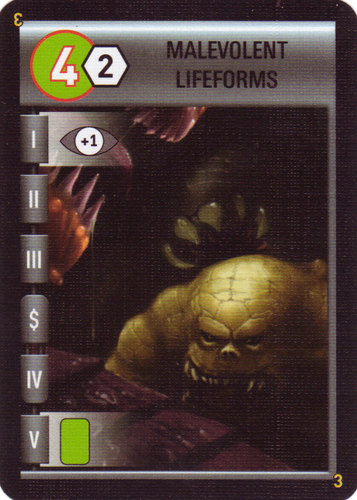 3
4 2
MALEVOLENT
LIFEFORMS
I
+1
II
III
$
IV
V
3